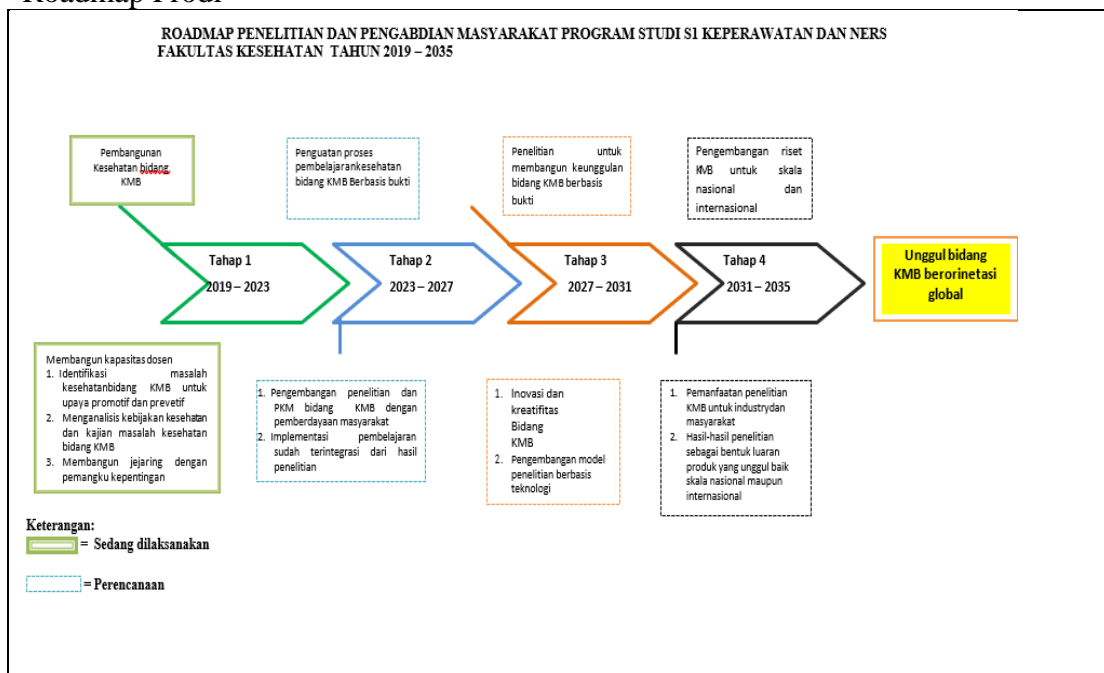 Roadmap Prodi
ROADMAP PENELITIAN DAN PENGABDIAN MASYARAKAT PROGRAM STUDI S1 KEPERAWATAN DAN NERS
FAKULTAS KESEHATAN TAHUN 2019 – 2035
Pembangunan
Kesehatan bidang
KMB
Penguatan proses
pembelajarankesehatan
bidang KMB Berbasis bukti
Penelitian untuk
membangun keunggulan
bidang KMB berbasis
bukti
Pengembangan riset
KMB untuk skala
nasional dan
internasional
Tahap 1
2019 – 2023
Tahap 2
2023 – 2027
Tahap 3
2027 – 2031
Tahap 4
2031 – 2035
Unggul bidang
KMB berorinetasi
global
Membangun kapasitas dosen
1. Identifikasi masalah
kesehatanbidang KMB untuk
upaya promotif dan prevetif
2. Menganalisis kebijakan kesehatan
dan kajian masalah kesehatan
bidang KMB
3. Membangun jejaring dengan
pemangku kepentingan
1. Pengembangan penelitian dan
PKM bidang KMB dengan
pemberdayaan masyarakat
2. Implementasi pembelajaran
sudah terintegrasi dari hasil
penelitian
1. Inovasi dan
kreatifitas
Bidang
KMB
2. Pengembangan model
penelitian berbasis
teknologi
1. Pemanfaatan penelitian
KMB untuk industrydan
masyarakat
2. Hasil-hasil penelitian
sebagai bentuk luaran
produk yang unggul baik
skala nasional maupun
internasional
Keterangan:
= Sedang dilaksanakan
= Perencanaan